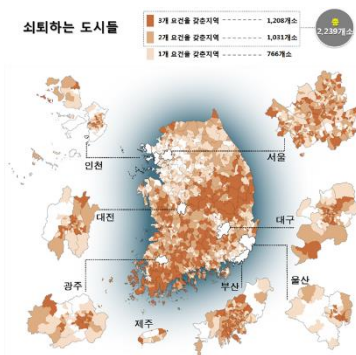 쇠퇴하는 도시들
3개 요건을 갖춘지역 1,208개소
2개 요건을 갖춘지역 1,031개소
1개 요건을 갖춘지역 766개소
총
2,239개소
인천
서울
대전
대구
광주
부산
울산
제주